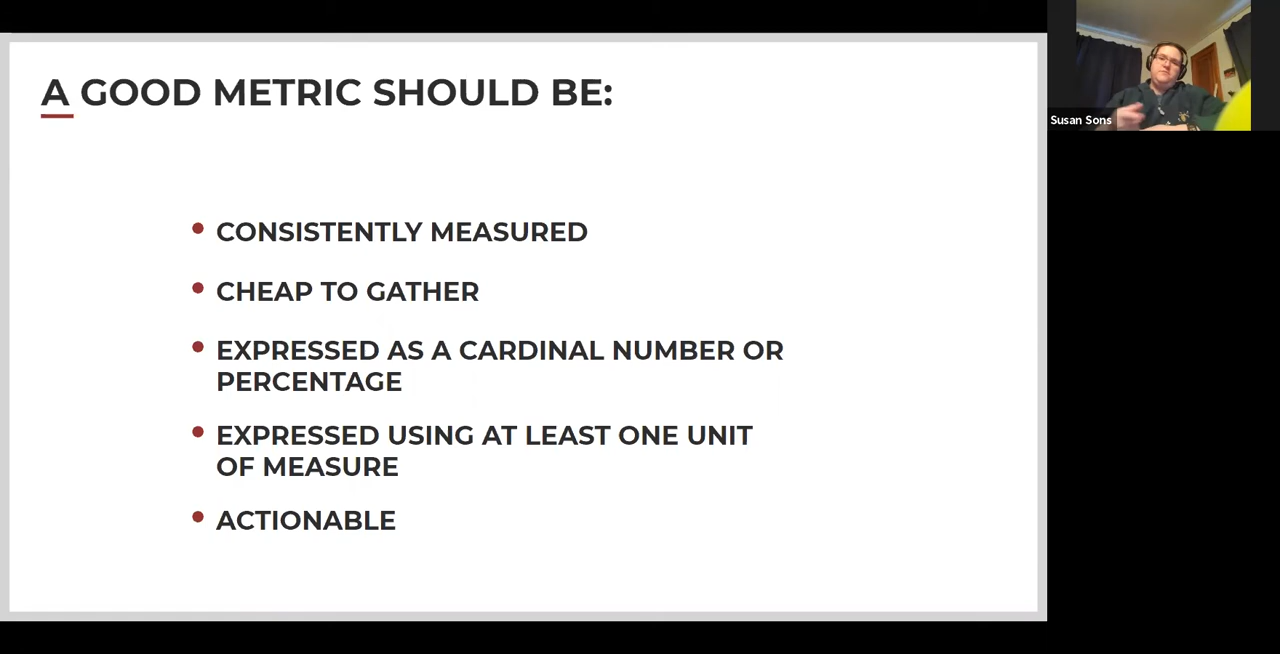 A GOOD METRIC SHOULD BE:
• CONSISTENTLY MEASURED
• CHEAP TO GATHER
• EXPRESSED AS A CARDINAL NUMBER OR
PERCENTAGE
• EXPRESSED USING AT LEAST ONE UNIT
OF MEASURE
• ACTIONABLE
Susan Sons